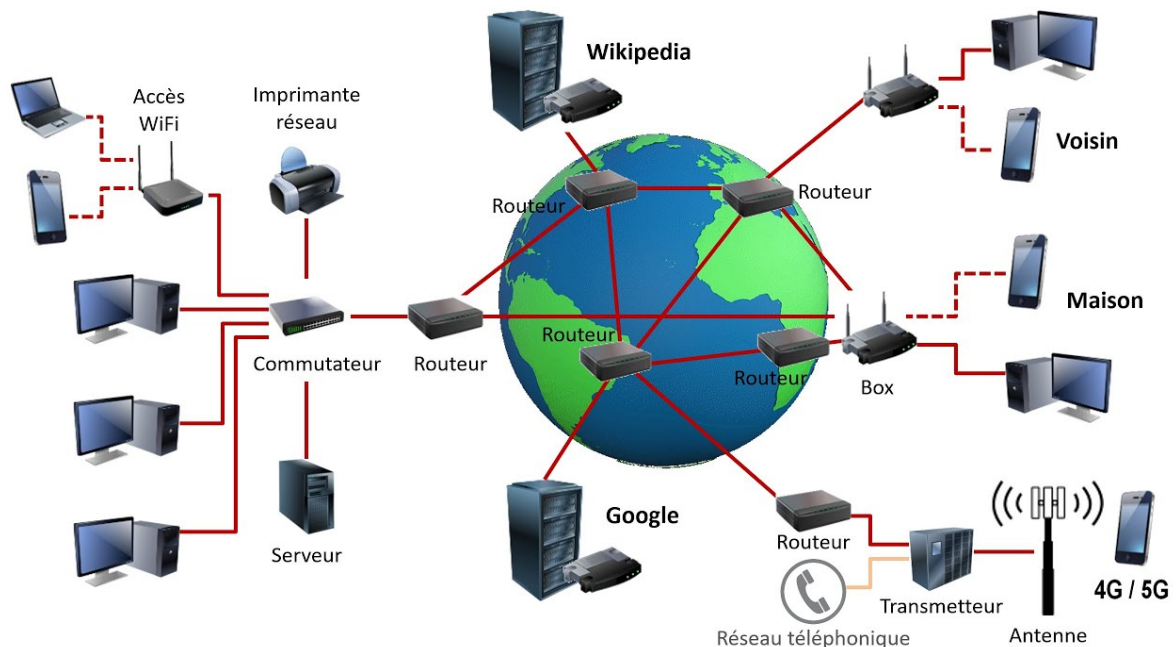 Wikipedia
Accès
WiFi
Imprimante
réseau
Voisin
Routeur
Routeur
Maison
Routeur
Commutateur
Routeur
Routeur
Box
Google
Serveur
Routeur
4G / 5G
Transmetteur
Réseau téléphonique
Antenne